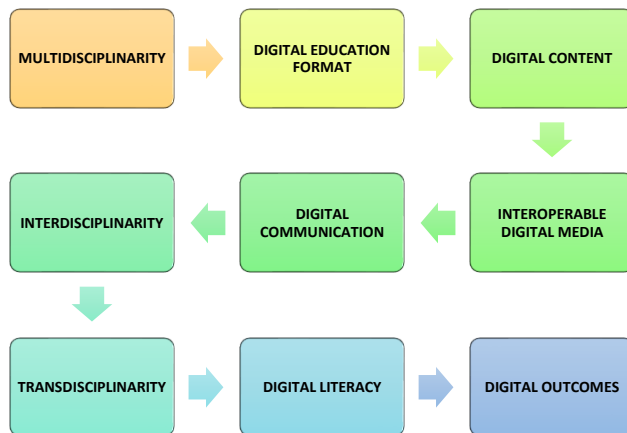 MULTIDISCIPLINARITY
DIGITAL EDUCATION
FORMAT
DIGITAL CONTENT
INTERDISCIPLINARITY
DIGITAL
COMMUNICATION
INTEROPERABLE
DIGITAL MEDIA
TRANSDISCIPLINARITY
DIGITAL LITERACY
DIGITAL OUTCOMES